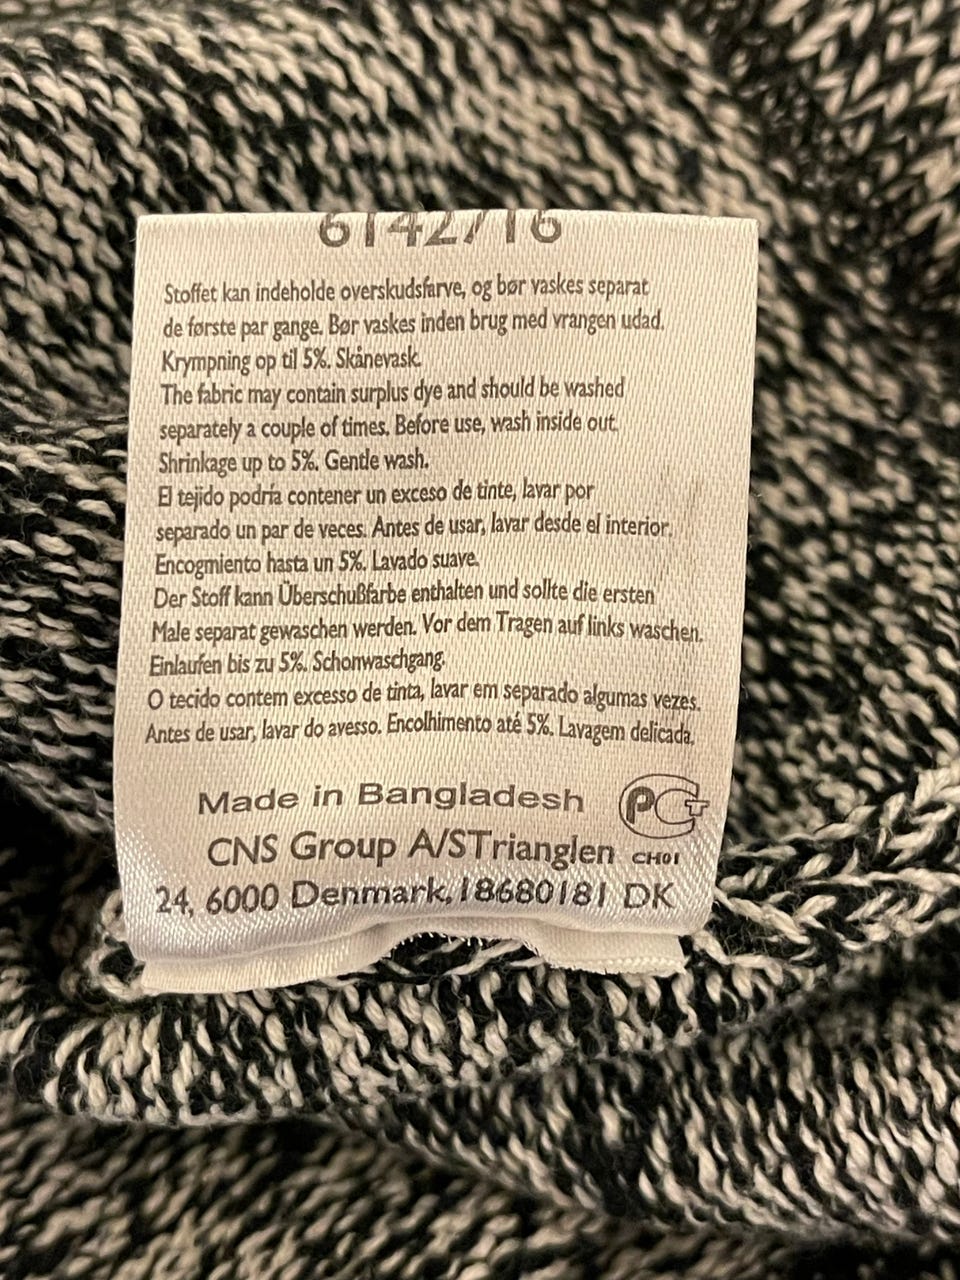 6142716
Stoffet kan indeholde overskudsfarve, og bør vaskes separat
de første par gange. Bør vaskes inden brug med vrangen udad.
Krympning op til 5%. Skånevask.
The fabric may contain surplus dye and should be washed
separately a couple of times. Before use, wash inside out.
Shrinkage up to 5%. Gentle wash.
El tejido podría contener un exceso de tinte, lavar por
separado un par de veces. Antes de usar, lavar desde el interior.
Encogmiento hasta un 5%. Lavado suave.
Der Stoff kann Überschußfarbe enthalten und sollte die ersten
Male separat gewaschen werden. Vor dem Tragen auf links waschen.
Einlaufen bis zu 5%. Schonwaschgang.
O tecido contem excesso de tinta, lavar em separado algumas vezes.
Antes de usar, lavar do avesso. Encolhimento até 5%. Lavagem delicada.
Made in Bangladesh PCT
CNS Group A/STrianglen CH01
24, 6000 Denmark, 18680181 DK